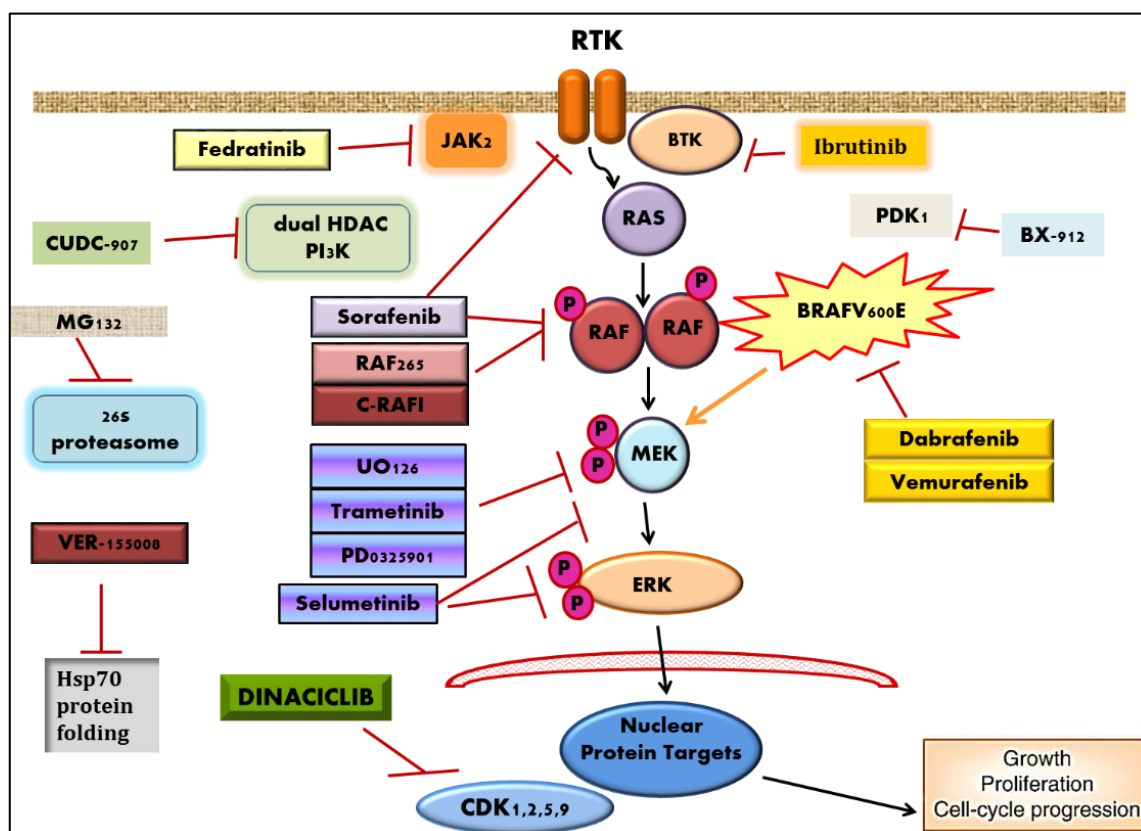 RTK
Fedratinib
JAK2
BTK
Ibrutinib
RAS
PDK1
BX-912
CUDC-907
dual HDAC
PI3K
P
P
BRAFV600E
MG132
Sorafenib
RAF
RAF
RAF265
C-RAFI
26s
proteasome
P
P
MEK
Dabrafenib
Vemurafenib
UO126
Trametinib
PD0325901
VER-155008
P
P
ERK
Selumetinib
Hsp70
protein
folding
DINACICLIB
Nuclear
Protein Targets
Growth
Proliferation
Cell-cycle progression
CDK1,2,5,9